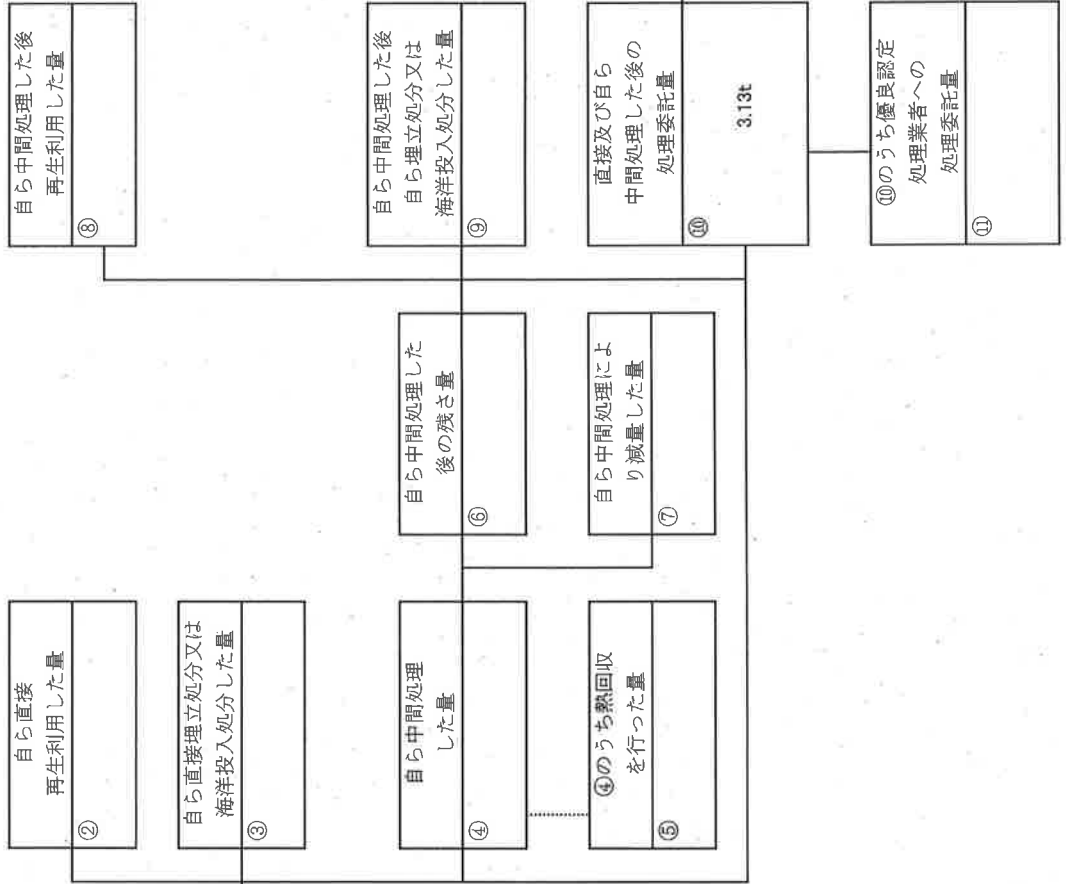 自ら直接
再生利用した量
②
自ら直接埋立処分又は
海洋投入処分した量
③
自ら中間処理
した量
④
④のうち熱回収
を行った量
⑤
自ら中間処理した
後の残さ量
⑥
自ら中間処理によ
り減量した量
⑦
自ら中間処理した後
再生利用した量
⑧
自ら中間処理した後
自ら埋立処分又は
海洋投入処分した量
⑨
直接及び自ら
中間処理した後の
処理委託量
⑩
3.13t
⑩のうち優良認定
処理業者への
処理委託量
⑪